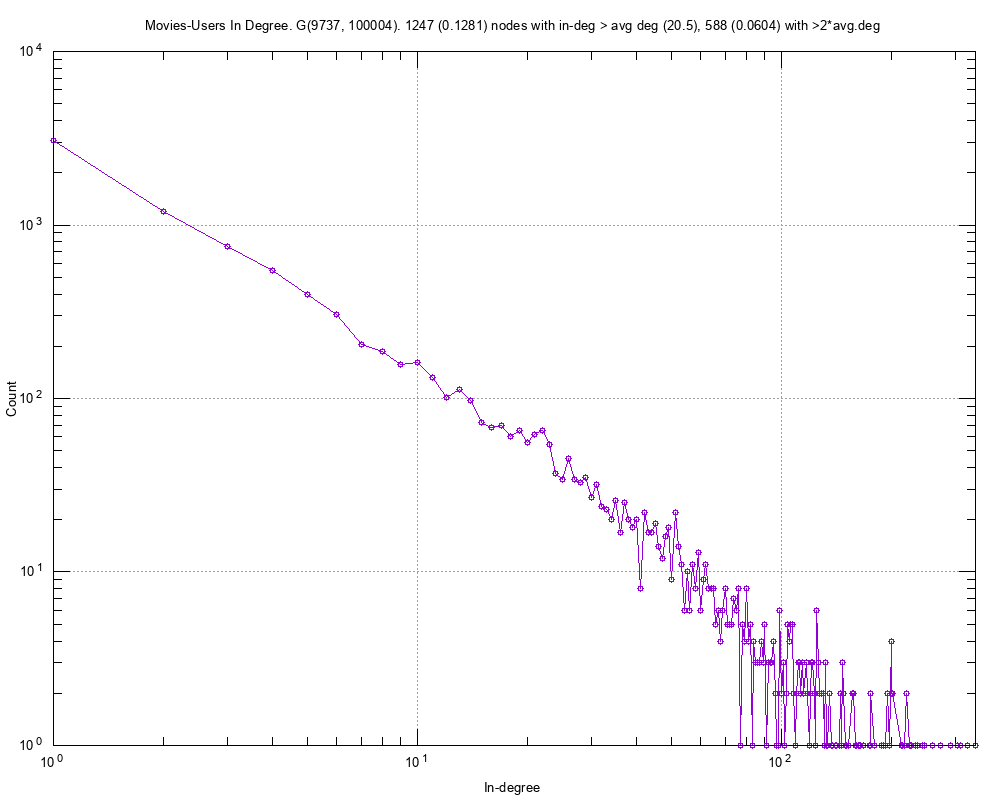 Movies-Users In Degree. G(9737, 100004). 1247 (0.1281) nodes with in-deg > avg deg (20.5), 588 (0.0604) with >2*avg.deg
10^4
10^3
10^2
10^1
10^0
Count
10^0 10^1 10^2
In-degree